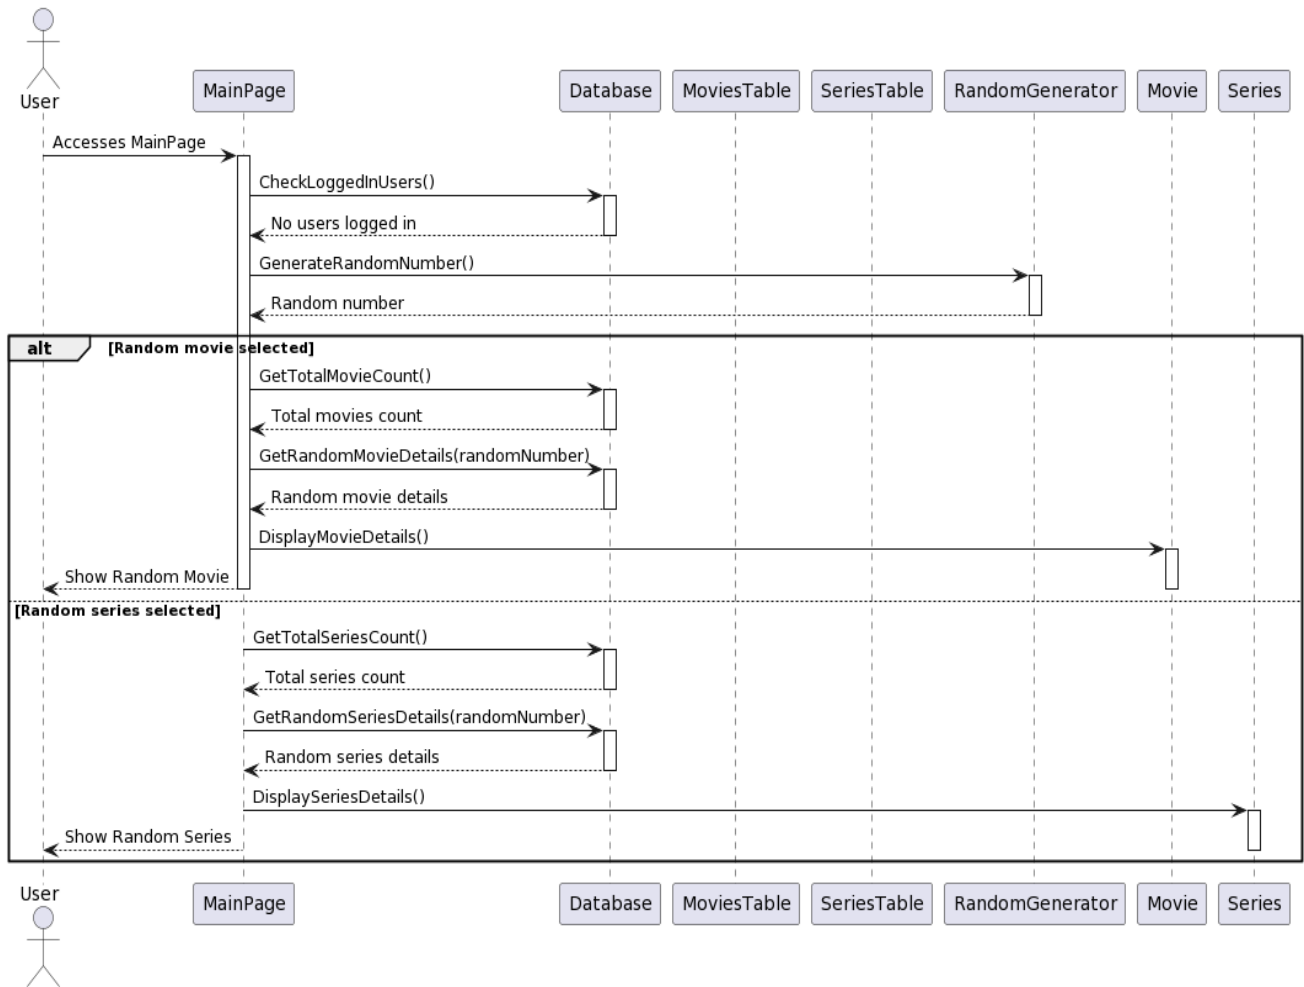 User
MainPage
Database
MoviesTable
SeriesTable
RandomGenerator
Movie
Series
Accesses MainPage
CheckLoggedInUsers()
No users logged in
GenerateRandomNumber()
Random number
alt
[Random movie selected]
GetTotalMovieCount()
Total movies count
GetRandomMovieDetails(randomNumber)
Random movie details
DisplayMovieDetails()
Show Random Movie
[Random series selected]
GetTotalSeriesCount()
Total series count
GetRandomSeriesDetails(randomNumber)
Random series details
DisplaySeriesDetails()
Show Random Series
User
MainPage
Database
MoviesTable
SeriesTable
RandomGenerator
Movie
Series